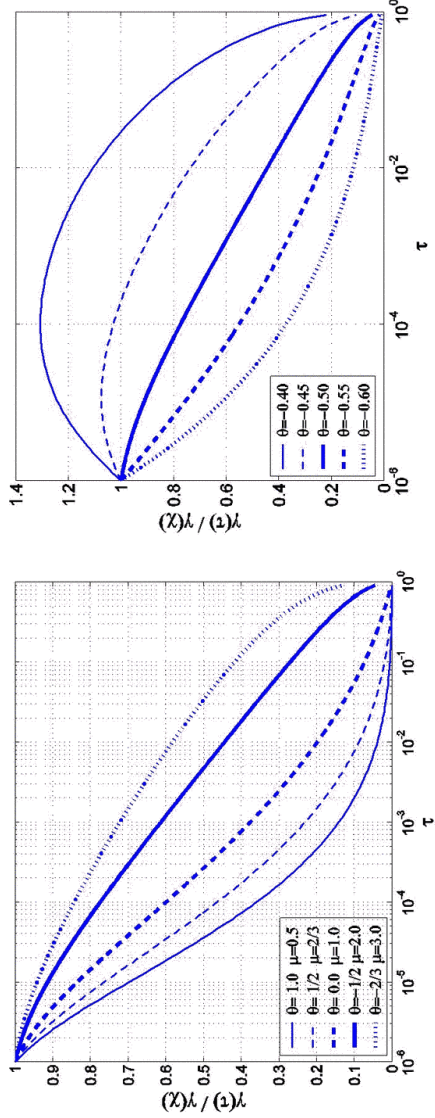 γ(τ) / γ(χ)
1
0.9
0.8
0.7
0.6
0.5
0.4
0.3
0.2
0.1
0
θ= 1.0 μ=0.5
θ= 1/2 μ=2/3
θ= 0.0 μ=1.0
θ=−1/2 μ=2.0
θ=−2/3 μ=3.0
10⁻⁶ 10⁻⁵ 10⁻⁴ 10⁻³ 10⁻² 10⁻¹ 10⁰
τ
γ(τ) / γ(χ)
1.4
1.2
1
0.8
0.6
0.4
0.2
0
θ=−0.40
θ=−0.45
θ=−0.50
θ=−0.55
θ=−0.60
10⁻⁶ 10⁻⁴ 10⁻² 10⁰
τ